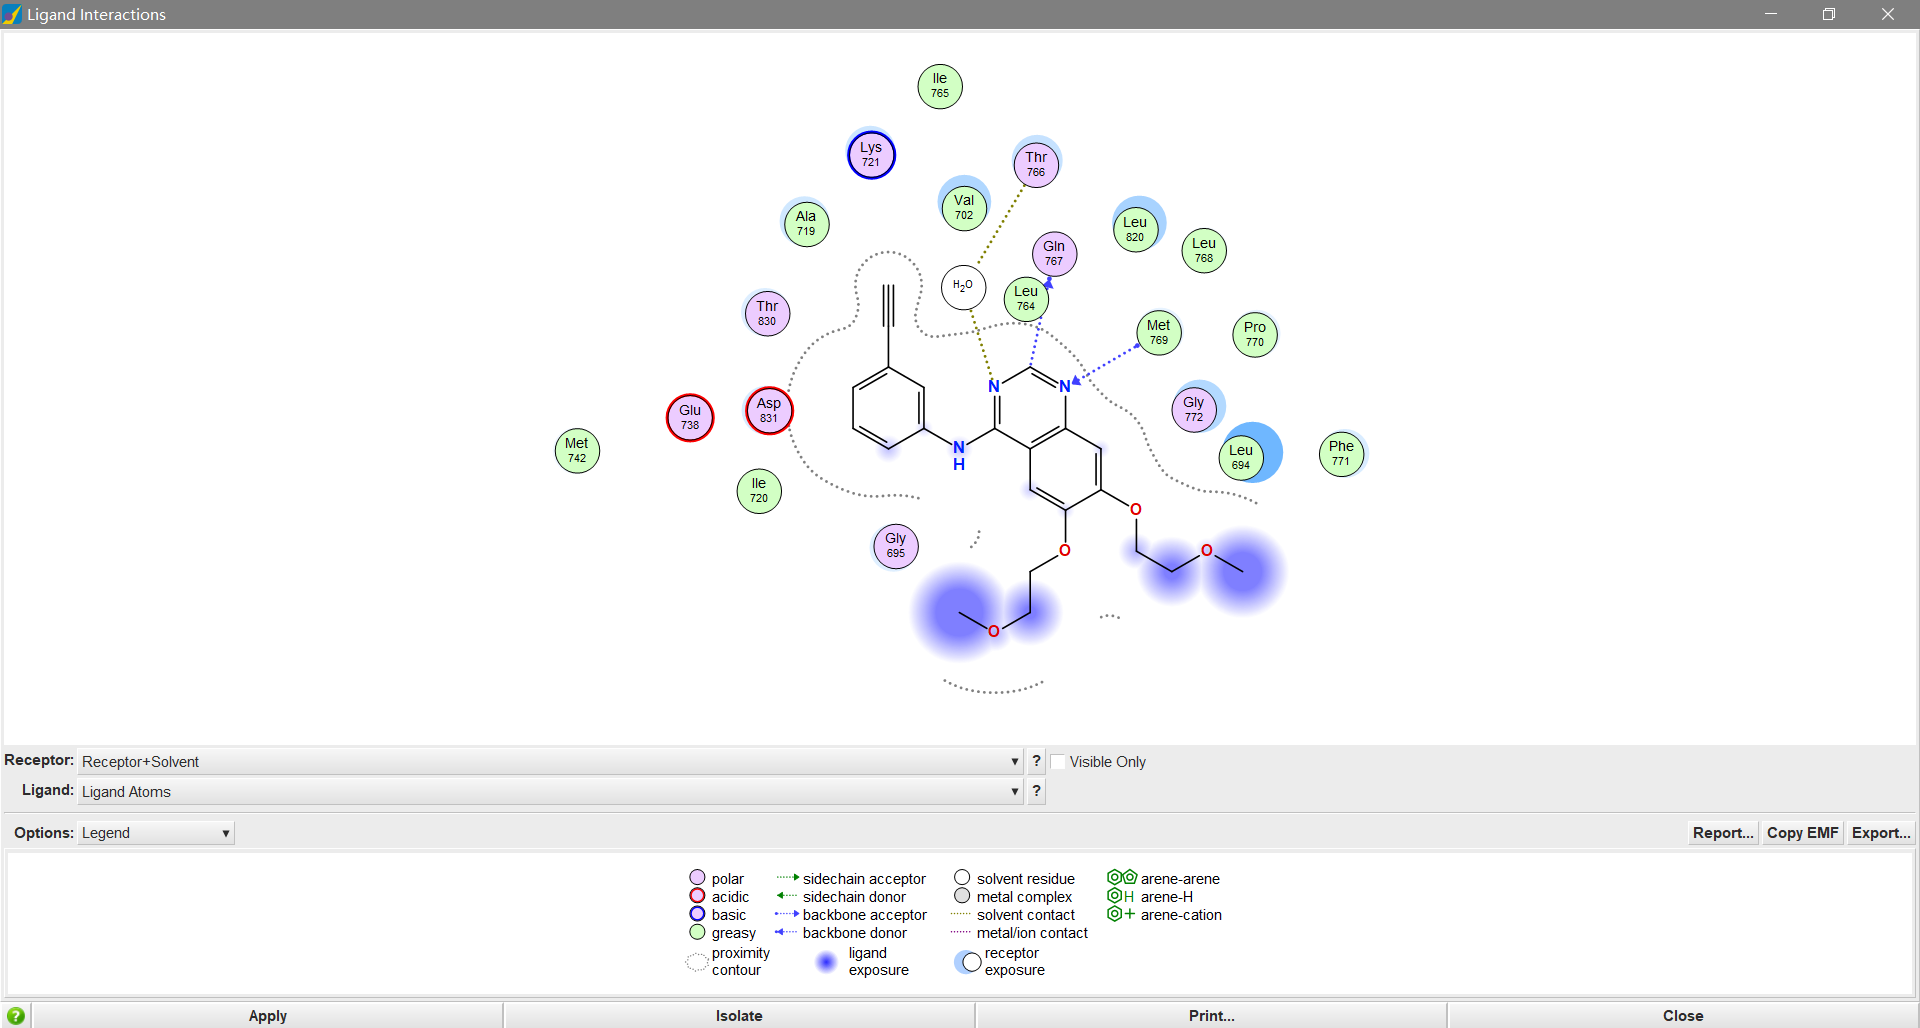 Ligand Interactions
Ile
765
Lys
721
Thr
766
Val
702
Ala
719
Leu
820
Gln
767
Leu
768
H2O
Leu
764
Thr
830
Met
769
Pro
770
N
N
Asp
831
Glu
738
Gly
772
Met
742
Leu
694
Phe
771
N
H
Ile
720
O
Gly
695
O
O
O
Receptor: Receptor+Solvent ? Visible Only
Ligand: Ligand Atoms ?
Options: Legend Report... Copy EMF Export...
polar sidechain acceptor solvent residue arene-arene
acidic sidechain donor metal complex H arene-H
basic backbone acceptor solvent contact + arene-cation
greasy backbone donor metal/ion contact
proximity ligand receptor
contour exposure exposure
? Apply Isolate Print... Close